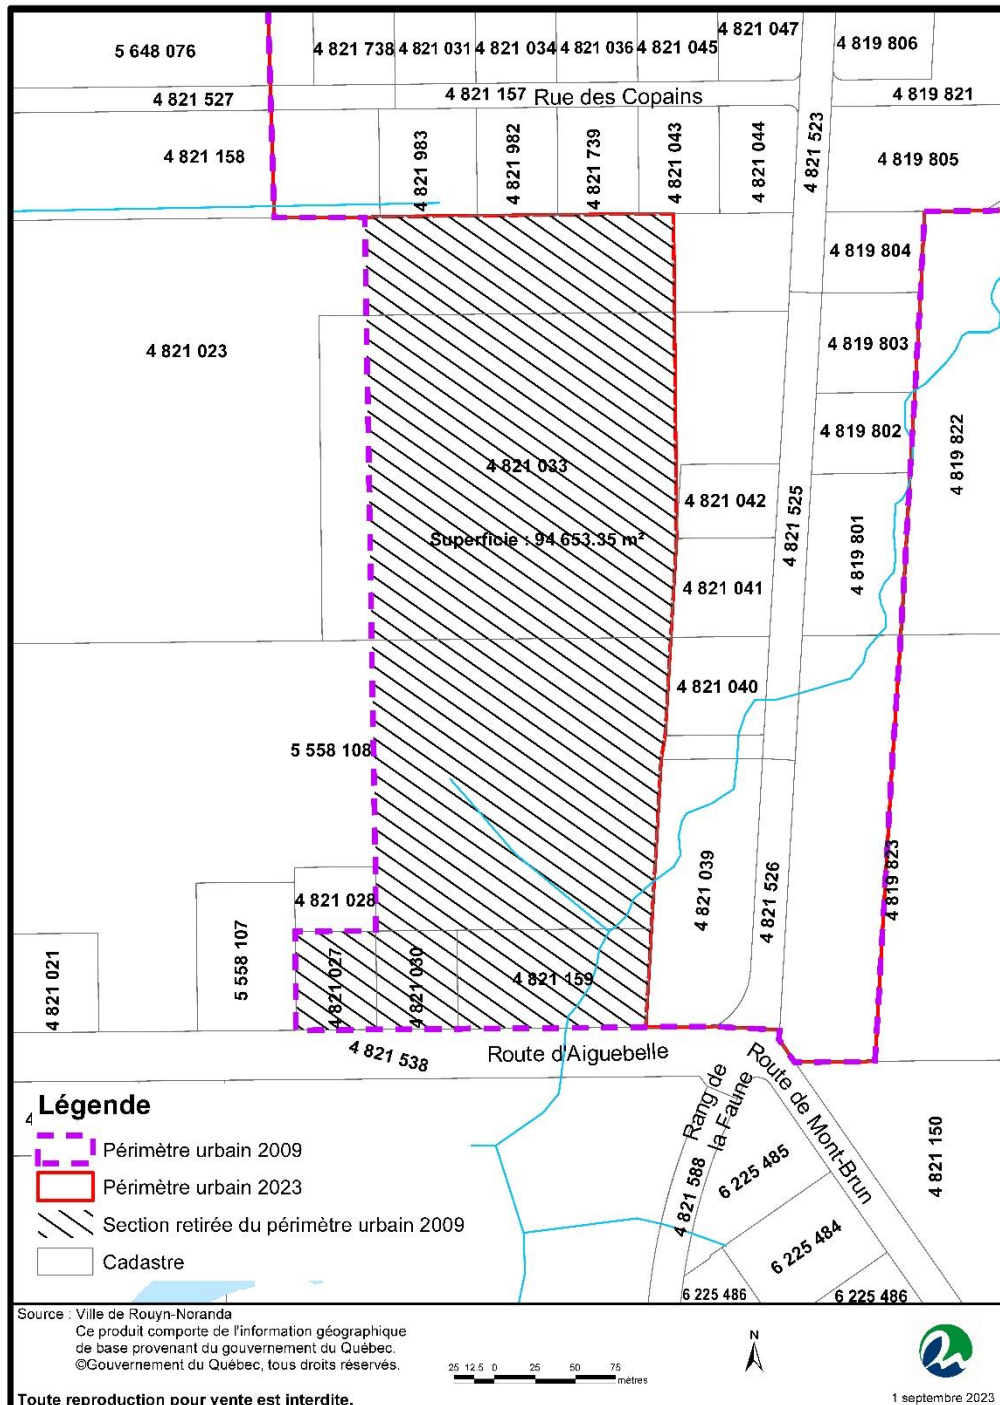 4 821 047
5 648 076
4 821 738
4 821 031
4 821 034
4 821 036
4 821 045
4 819 806
4 821 527
4 821 157
Rue des Copains
4 819 821
4 821 158
4 821 983
4 821 982
4 821 739
4 821 043
4 821 044
4 821 523
4 819 805
4 819 804
4 821 023
4 819 803
4 819 802
4 819 822
4 821 033
4 821 042
4 821 525
4 819 801
Superficie : 94 653.35 m²
4 821 041
4 821 040
5 558 108
4 821 039
4 821 526
4 819 823
4 821 028
5 558 107
4 821 021
4 821 027
4 821 030
4 821 159
4 821 538
Route d'Aiguebelle
Rang de
la Faune
Route de Mont-Brun
4 821 588
6 225 485
6 225 484
6 225 486
6 225 486
4 821 150
4
Légende
Périmètre urbain 2009
Périmètre urbain 2023
Section retirée du périmètre urbain 2009
Cadastre
Source : Ville de Rouyn-Noranda
Ce produit comporte de l'information géographique
de base provenant du gouvernement du Québec.
©Gouvernement du Québec, tous droits réservés.
Toute reproduction pour vente est interdite.
25 12.5 0 25 50 75
mètres
N
1 septembre 2023